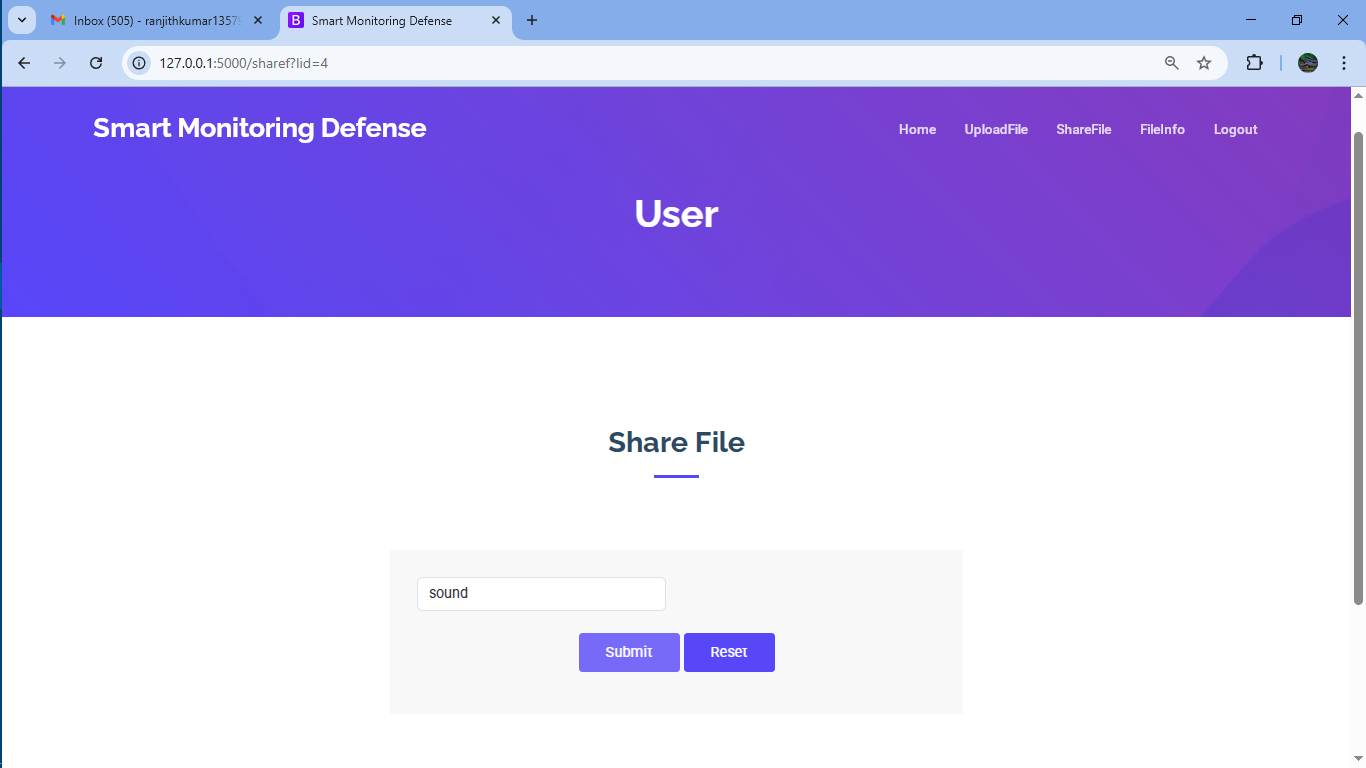 Inbox (505) - ranjithkumar13579
Smart Monitoring Defense
127.0.0.1:5000/sharef?lid=4
Smart Monitoring Defense
Home UploadFile ShareFile FileInfo Logout
User
Share File
sound
Submit Reset